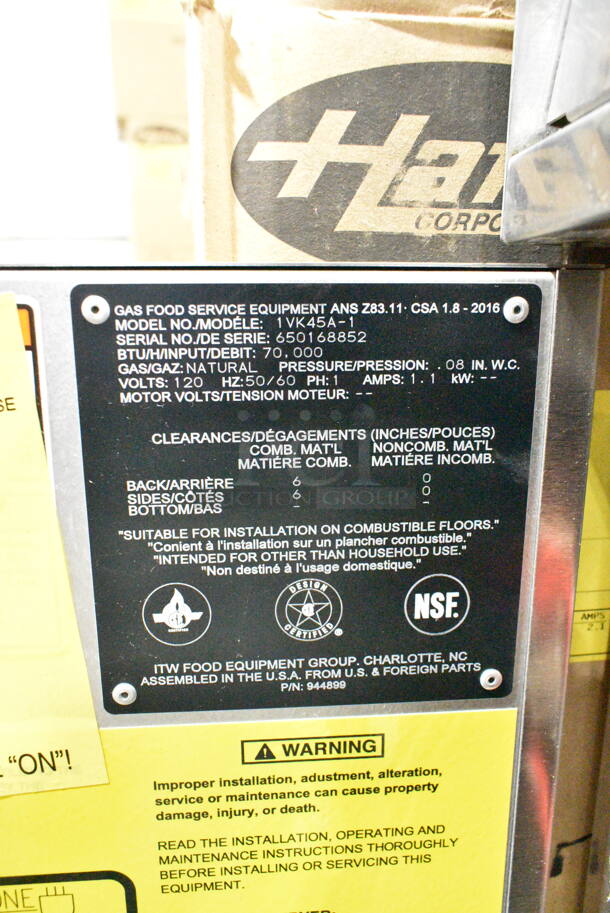 CORPO
GAS FOOD SERVICE EQUIPMENT ANS Z83.11· CSA 1.8 - 2016
MODEL NO./MODÉLE: 1VK45A-1
SERIAL NO./DE SERIE: 650168852
BTU/H/INPUT/DEBIT: 70,000
GAS/GAZ: NATURAL PRESSURE/PRESSION: .08 IN. W.C.
VOLTS: 120 HZ: 50/60 PH: 1 AMPS: 1.1 kW: --
MOTOR VOLTS/TENSION MOTEUR: --
CLEARANCES/DÉGAGEMENTS (INCHES/POUCES)
COMB. MAT'L NONCOMB. MAT'L
MATIÉRE COMB. MATIÉRE INCOMB.
BACK/ARRIÈRE 6 0
SIDES/CÔTÉS 6 0
BOTTOM/BAS - -
"SUITABLE FOR INSTALLATION ON COMBUSTIBLE FLOORS."
"Conient à l'installation sur un plancher combustible."
"INTENDED FOR OTHER THAN HOUSEHOLD USE."
"Non destiné à l'usage domestique."
DESIGN
CERTIFIED
NSF.
ITW FOOD EQUIPMENT GROUP. CHARLOTTE, NC
ASSEMBLED IN THE U.S.A. FROM U.S. & FOREIGN PARTS
P/N: 944899
"ON"!
AMPS
WARNING
Improper installation, adustment, alteration,
service or maintenance can cause property
damage, injury, or death.
READ THE INSTALLATION, OPERATING AND
MAINTENANCE INSTRUCTIONS THOROUGHLY
BEFORE INSTALLING OR SERVICING THIS
EQUIPMENT.